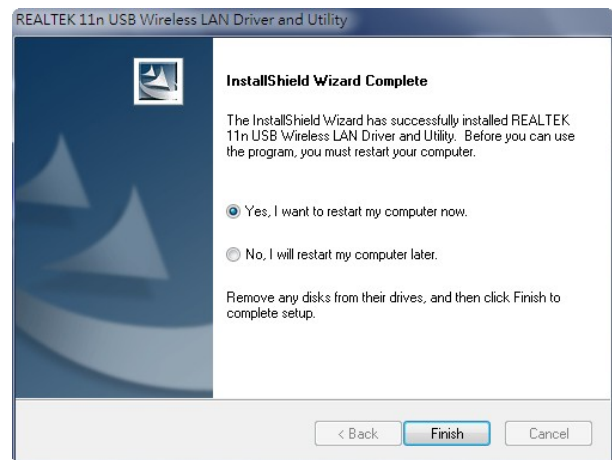 REALTEK 11n USB Wireless LAN Driver and Utility
InstallShield Wizard Complete
The InstallShield Wizard has successfully installed REALTEK
11n USB Wireless LAN Driver and Utility.  Before you can use
the program, you must restart your computer.
Yes, I want to restart my computer now.
No, I will restart my computer later.
Remove any disks from their drives, and then click Finish to
complete setup.
< Back Finish Cancel